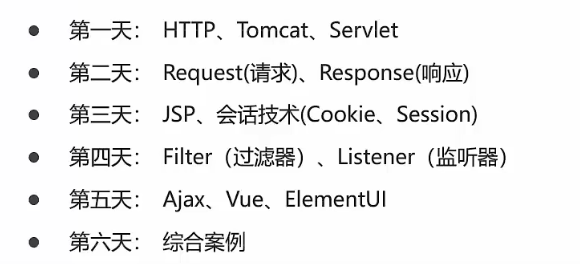 ● 第一天： HTTP、Tomcat、Servlet
● 第二天： Request(请求)、Response(响应)
● 第三天： JSP、会话技术(Cookie、Session)
● 第四天： Filter（过滤器）、Listener（监听器）
● 第五天： Ajax、Vue、ElementUI
● 第六天： 综合案例